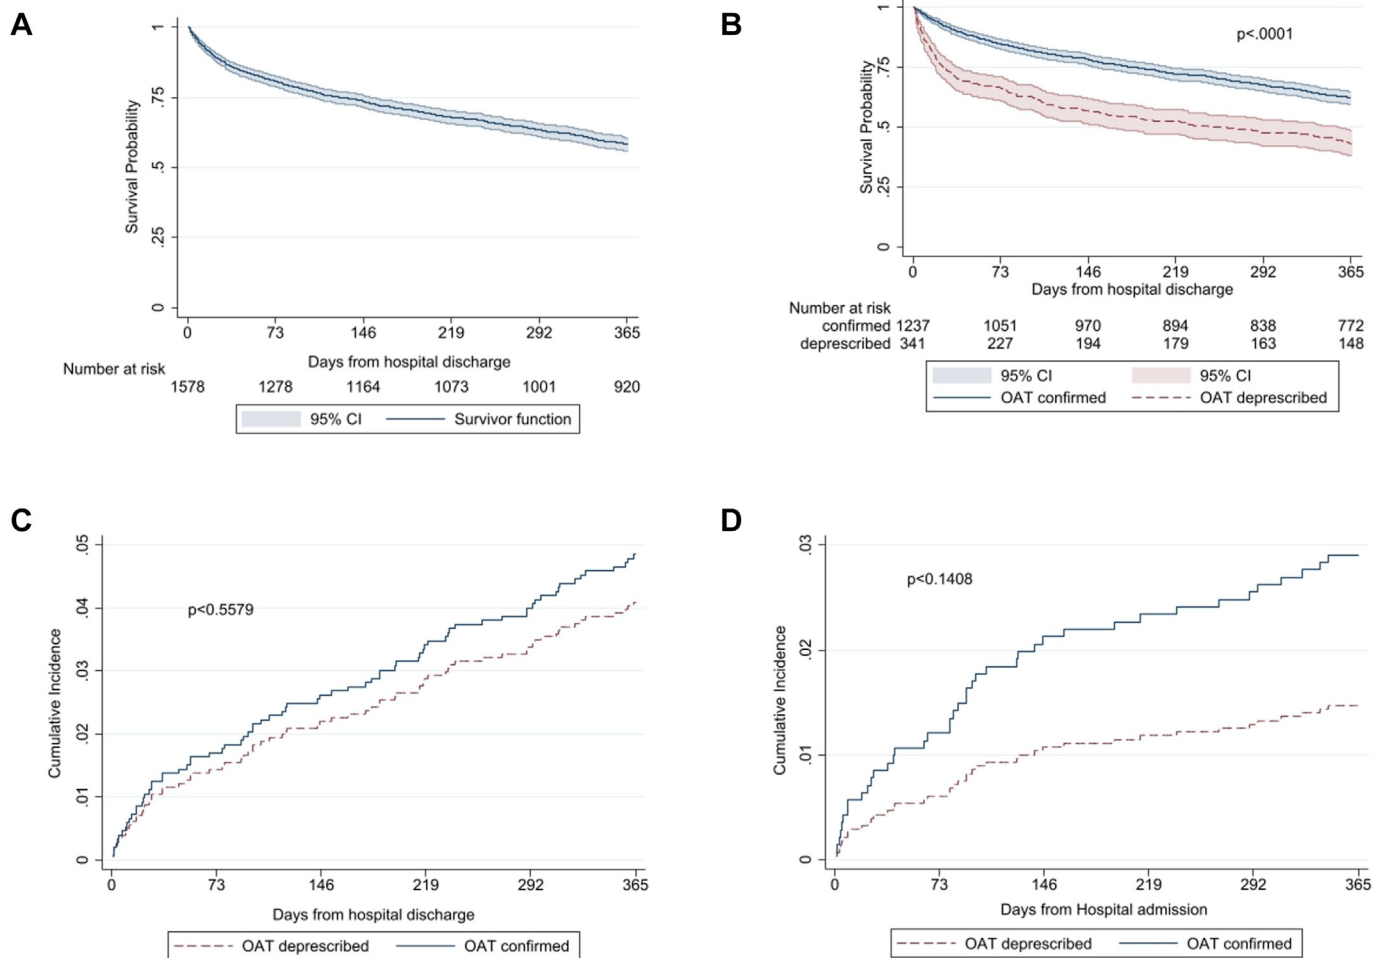 A
1
.75
.5
.25
0
Survival Probability
0 73 146 219 292 365
Days from hospital discharge
Number at risk
1578 1278 1164 1073 1001 920
95% CI Survivor function
B
p<.0001
1
.75
.5
.25
0
Survival Probability
0 73 146 219 292 365
Days from hospital discharge
Number at risk
confirmed 1237 1051 970 894 838 772
deprescribed 341 227 194 179 163 148
95% CI 95% CI
OAT confirmed OAT deprescribed
C
p<0.5579
.05
.04
.03
.02
.01
0
Cumulative Incidence
0 73 146 219 292 365
Days from hospital discharge
OAT deprescribed OAT confirmed
D
p<0.1408
.03
.02
.01
0
Cumulative Incidence
0 73 146 219 292 365
Days from Hospital admission
OAT deprescribed OAT confirmed